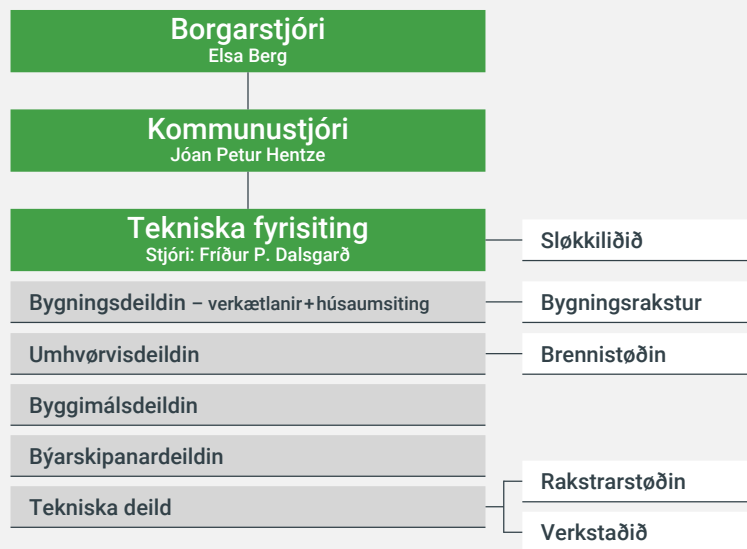 Borgarstjóri
Elsa Berg
Kommunustjóri
Jóan Petur Hentze
Tekniska fyrisiting
Stjóri: Fríður P. Dalsgarð
Sløkkiliðið
Bygningsdeildin – verkætlanir+húsaumsiting
Bygningsrakstur
Umhvørvisdeildin
Brennistøðin
Byggimálsdeildin
Býarskipanardeildin
Tekniska deild
Rakstrarstøðin
Verkstaðið